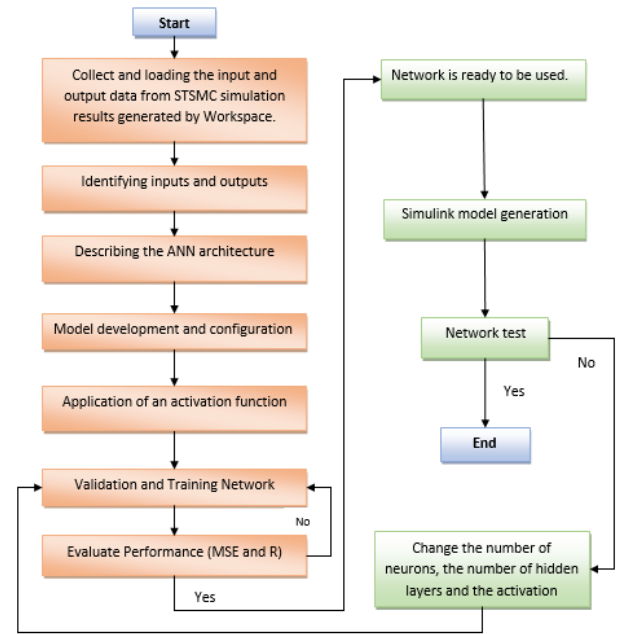 Start
Collect and loading the input and
output data from STSMC simulation
results generated by Workspace.
Identifying inputs and outputs
Describing the ANN architecture
Model development and configuration
Application of an activation function
Validation and Training Network
No
Evaluate Performance (MSE and R)
Yes
Network is ready to be used.
Simulink model generation
Network test
No
Yes
End
Change the number of
neurons, the number of hidden
layers and the activation